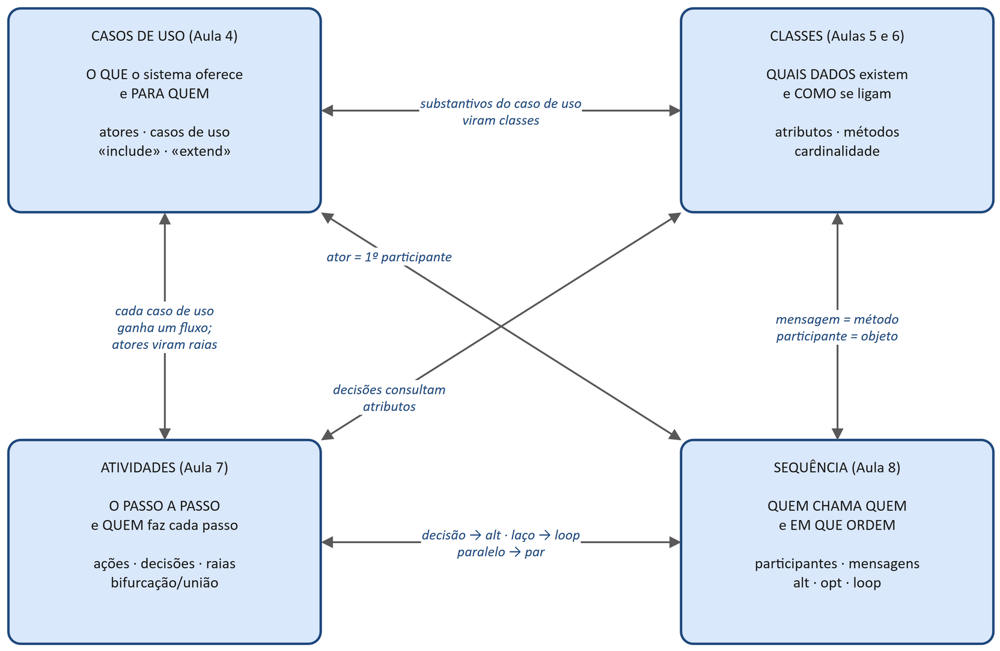 CASOS DE USO (Aula 4)
O QUE o sistema oferece
e PARA QUEM
atores · casos de uso
«include» · «extend»
substantivos do caso de uso
viram classes
CLASSES (Aulas 5 e 6)
QUAIS DADOS existem
e COMO se ligam
atributos · métodos
cardinalidade
ator = 1º participante
cada caso de uso
ganha um fluxo;
atores viram raias
mensagem = método
participante = objeto
decisões consultam
atributos
ATIVIDADES (Aula 7)
O PASSO A PASSO
e QUEM faz cada passo
ações · decisões · raias
bifurcação/união
decisão → alt · laço → loop
paralelo → par
SEQUÊNCIA (Aula 8)
QUEM CHAMA QUEM
e EM QUE ORDEM
participantes · mensagens
alt · opt · loop